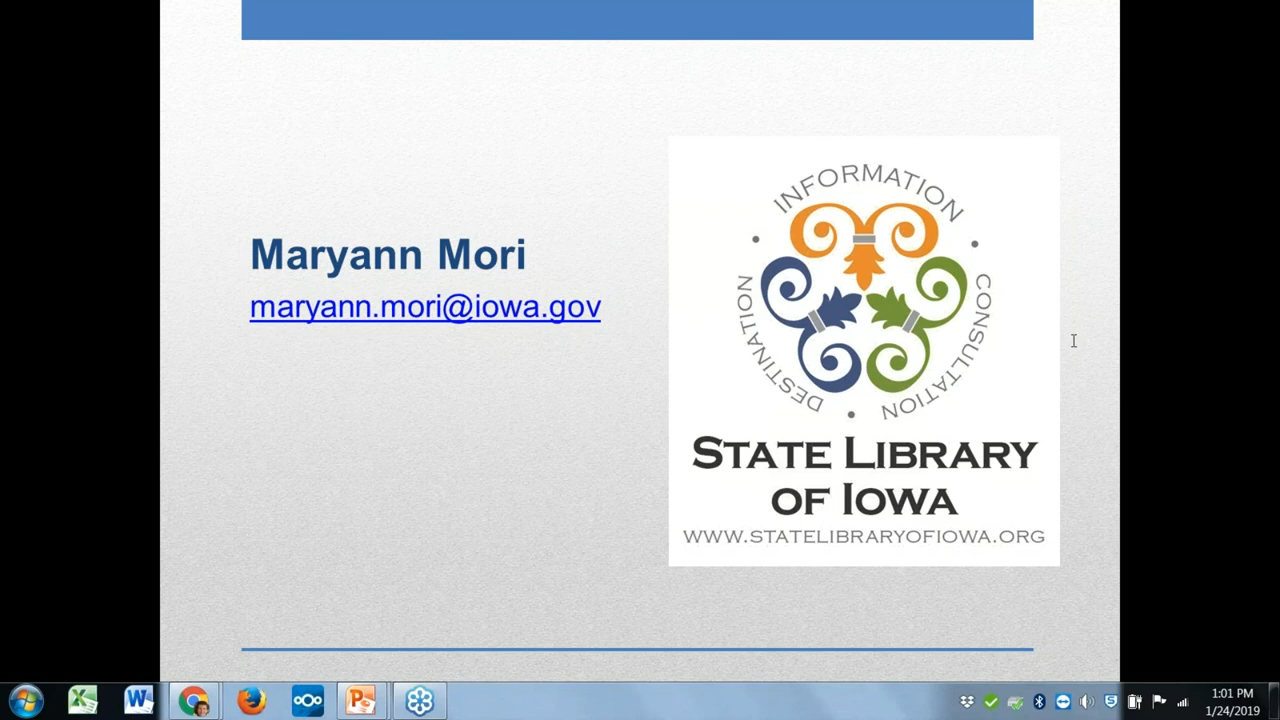 Maryann Mori
maryann.mori@iowa.gov
INFORMATION
CONSULTATION
DESTINATION
STATE LIBRARY
OF IOWA
WWW.STATELIBRARYOFIOWA.ORG
1:01 PM
1/24/2019